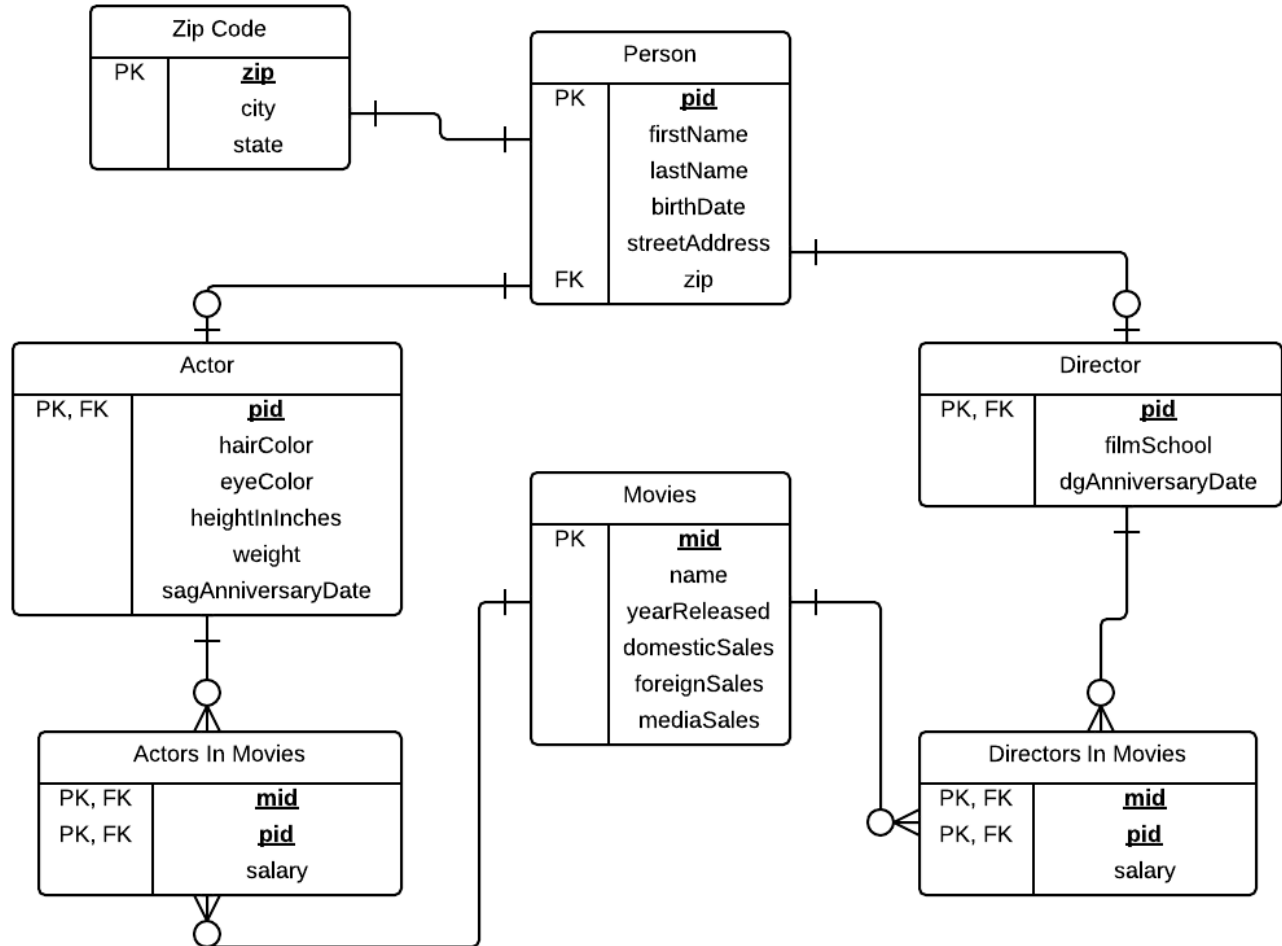 Zip Code
PK zip
city
state
Person
PK pid
firstName
lastName
birthDate
streetAddress
FK zip
Actor
PK, FK pid
hairColor
eyeColor
heightInInches
weight
sagAnniversaryDate
Director
PK, FK pid
filmSchool
dgAnniversaryDate
Movies
PK mid
name
yearReleased
domesticSales
foreignSales
mediaSales
Actors In Movies
PK, FK mid
PK, FK pid
salary
Directors In Movies
PK, FK mid
PK, FK pid
salary